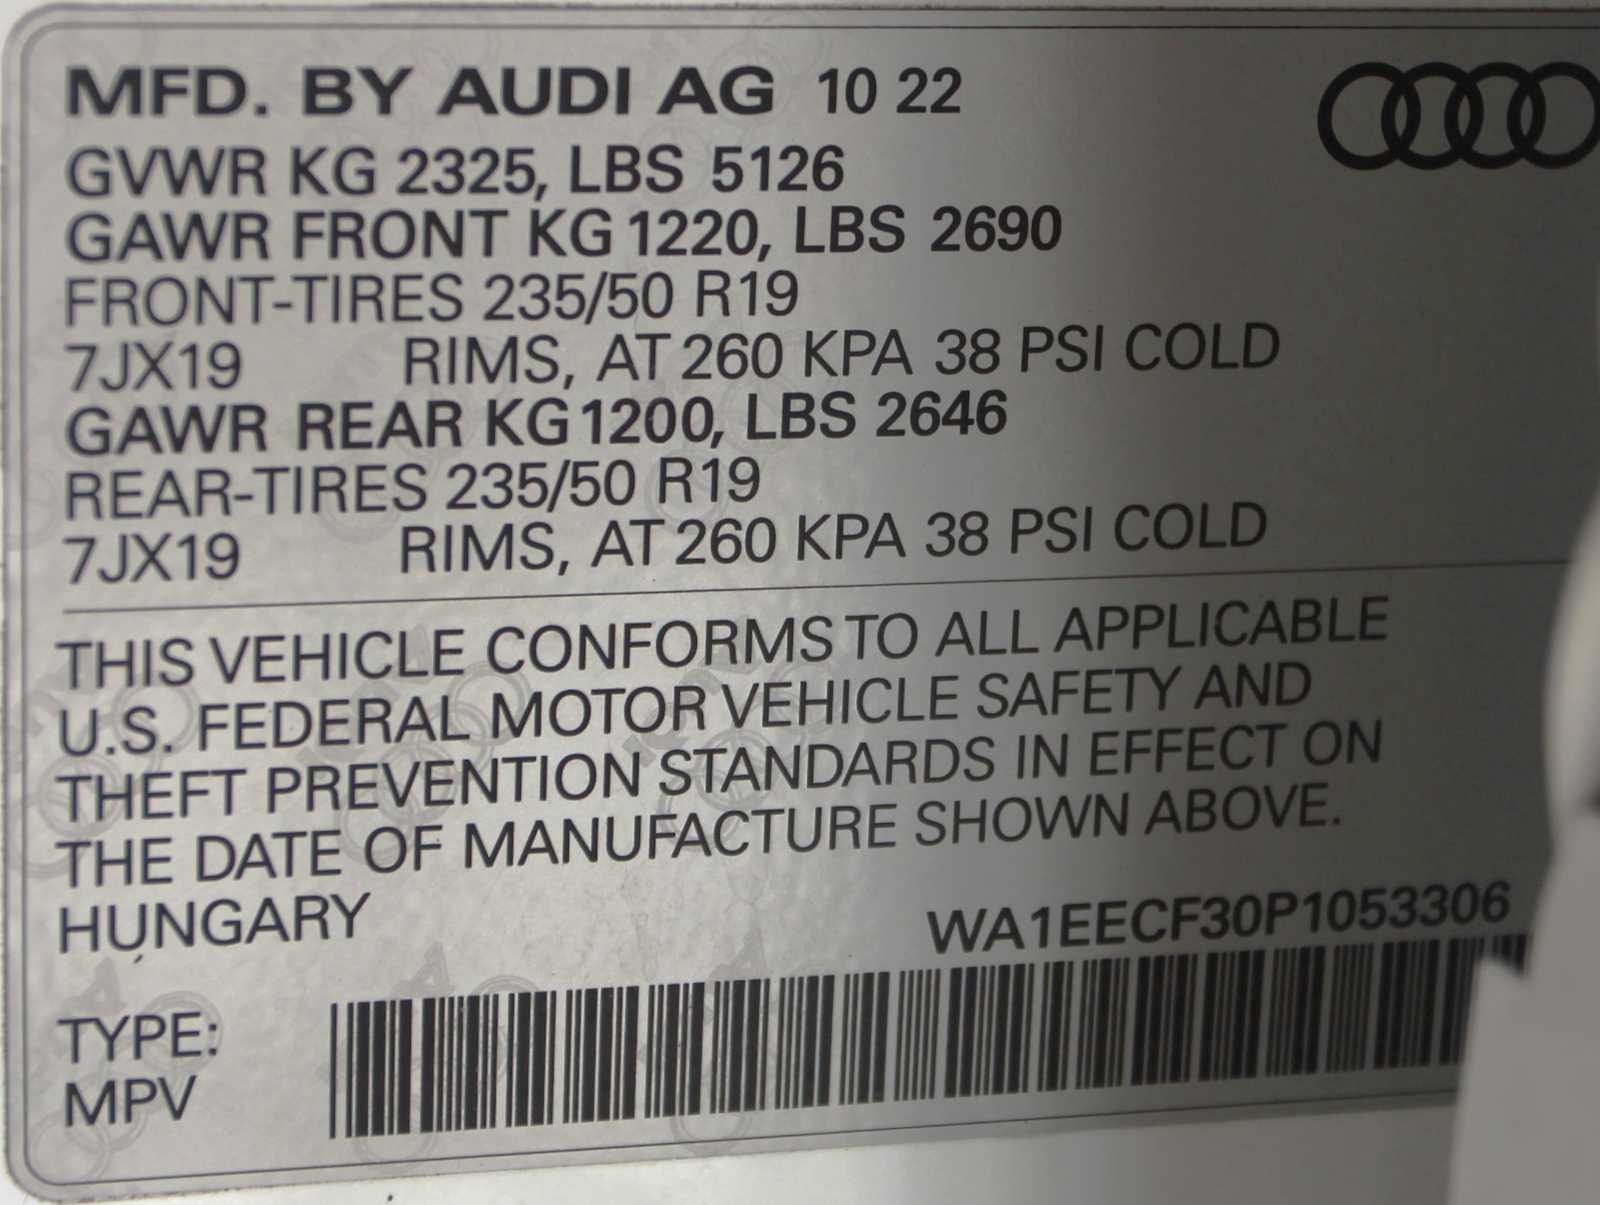 MFD. BY AUDI AG 10 22
GVWR KG 2325, LBS 5126
GAWR FRONT KG 1220, LBS 2690
FRONT-TIRES 235/50 R19
7JX19 RIMS, AT 260 KPA 38 PSI COLD
GAWR REAR KG 1200, LBS 2646
REAR-TIRES 235/50 R19
7JX19 RIMS, AT 260 KPA 38 PSI COLD
THIS VEHICLE CONFORMS TO ALL APPLICABLE
U.S. FEDERAL MOTOR VEHICLE SAFETY AND
THEFT PREVENTION STANDARDS IN EFFECT ON
THE DATE OF MANUFACTURE SHOWN ABOVE.
HUNGARY
WA1EECF30P1053306
TYPE:
MPV